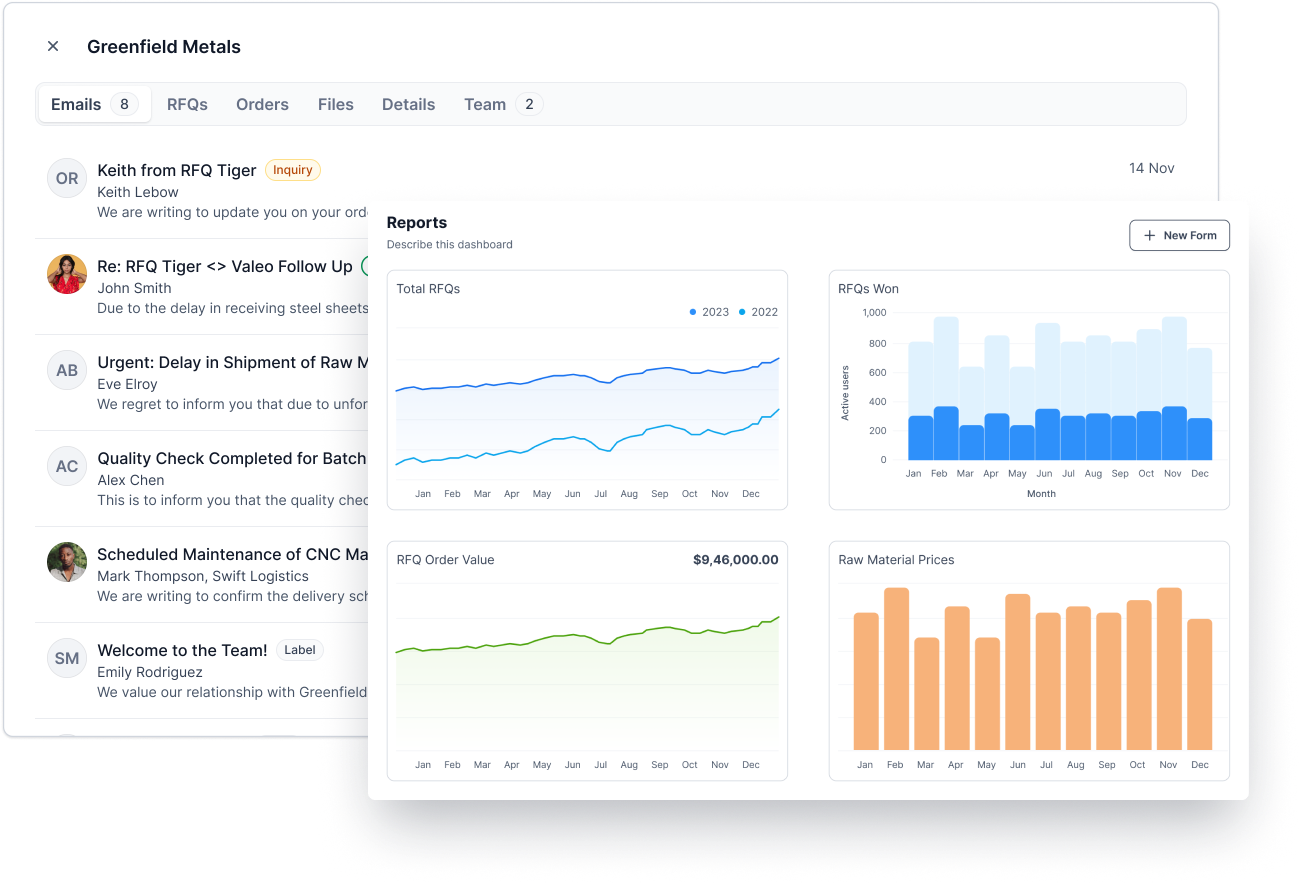 Greenfield Metals
Emails 8 RFQs Orders Files Details Team 2
OR
Keith from RFQ Tiger Inquiry
14 Nov
Keith Lebow
We are writing to update you on your
Re: RFQ Tiger <> Valeo Follow Up
John Smith
Due to the delay in receiving steel sheets
AB
Urgent: Delay in Shipment of Raw
Eve Elroy
We regret to inform you that due to
AC
Quality Check Completed for Batch
Alex Chen
This is to inform you that the quality
Scheduled Maintenance of CNC
Mark Thompson, Swift Logistics
We are writing to confirm the delivery
SM
Welcome to the Team! Label
Emily Rodriguez
We value our relationship with Greenfield
Reports
Describe this dashboard
+ New Form
Total RFQs
2023 2022
Jan Feb Mar Apr May Jun Jul Aug Sep Oct Nov Dec
RFQs Won
1,000
800
600
400
200
0
Active users
Jan Feb Mar Apr May Jun Jul Aug Sep Oct Nov Dec
Month
RFQ Order Value $9,46,000.00
Jan Feb Mar Apr May Jun Jul Aug Sep Oct Nov Dec
Raw Material Prices
Jan Feb Mar Apr May Jun Jul Aug Sep Oct Nov Dec